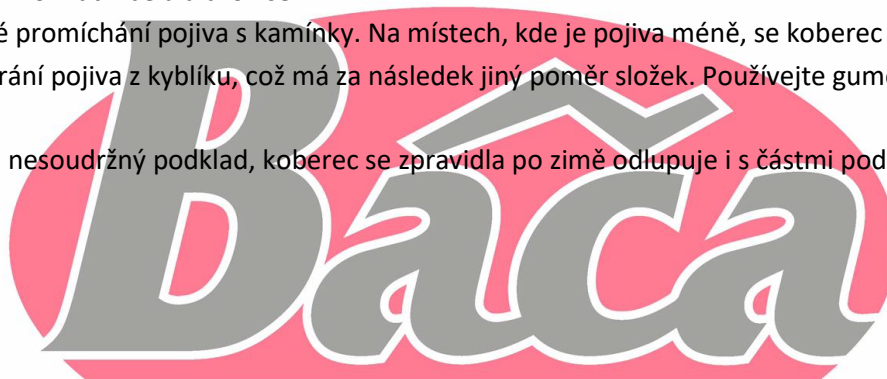 é promíchání pojiva s kamínky. Na místech, kde je pojiva méně, se koberec
rání pojiva z kyblíku, což má za následek jiný poměr složek. Používejte gum
nesoudržný podklad, koberec se zpravidla po zimě odlupuje i s částmi pod
Báča